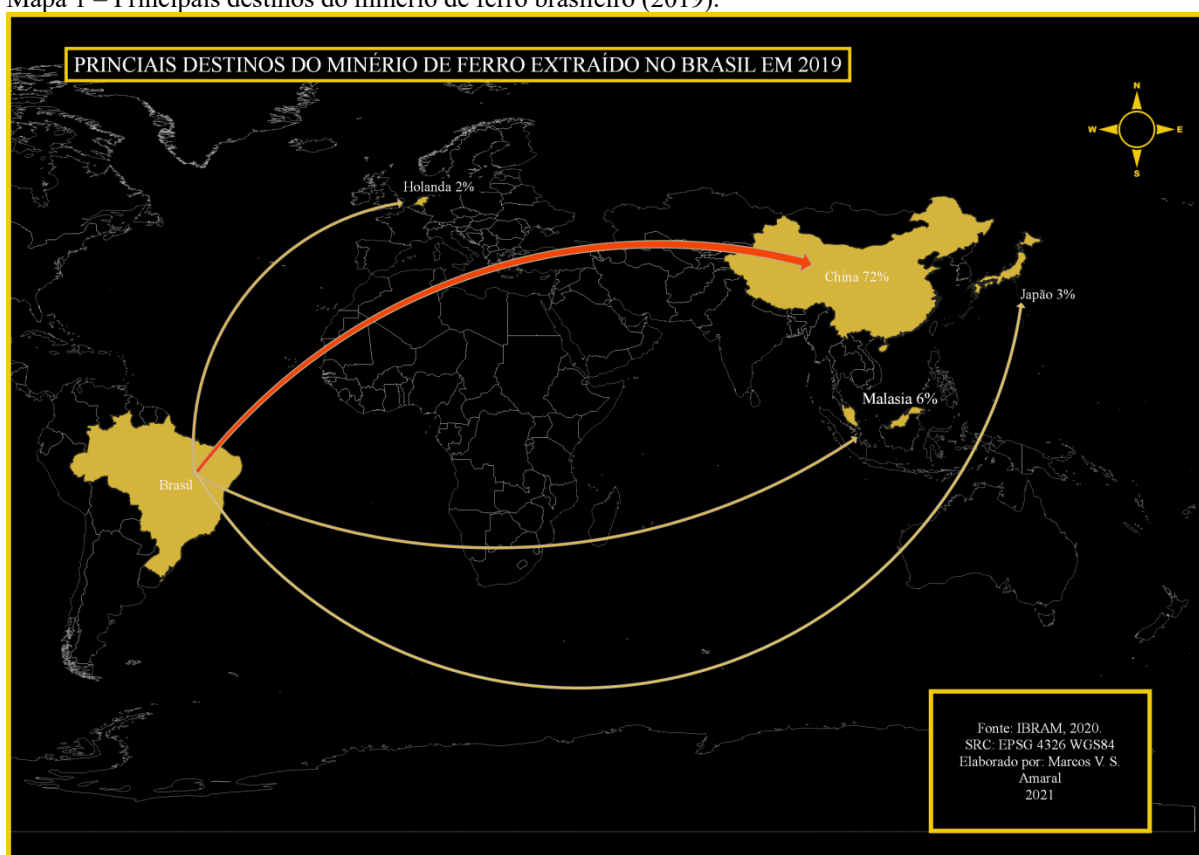 Mapa 1 – Principais destinos do minério de ferro brasileiro (2019).
PRINCIAIS DESTINOS DO MINÉRIO DE FERRO EXTRAÍDO NO BRASIL EM 2019
N
W E
S
Holanda 2%
China 72%
Japão 3%
Malasia 6%
Brasil
Fonte: IBRAM, 2020.
SRC: EPSG 4326 WGS84
Elaborado por: Marcos V. S.
Amaral
2021